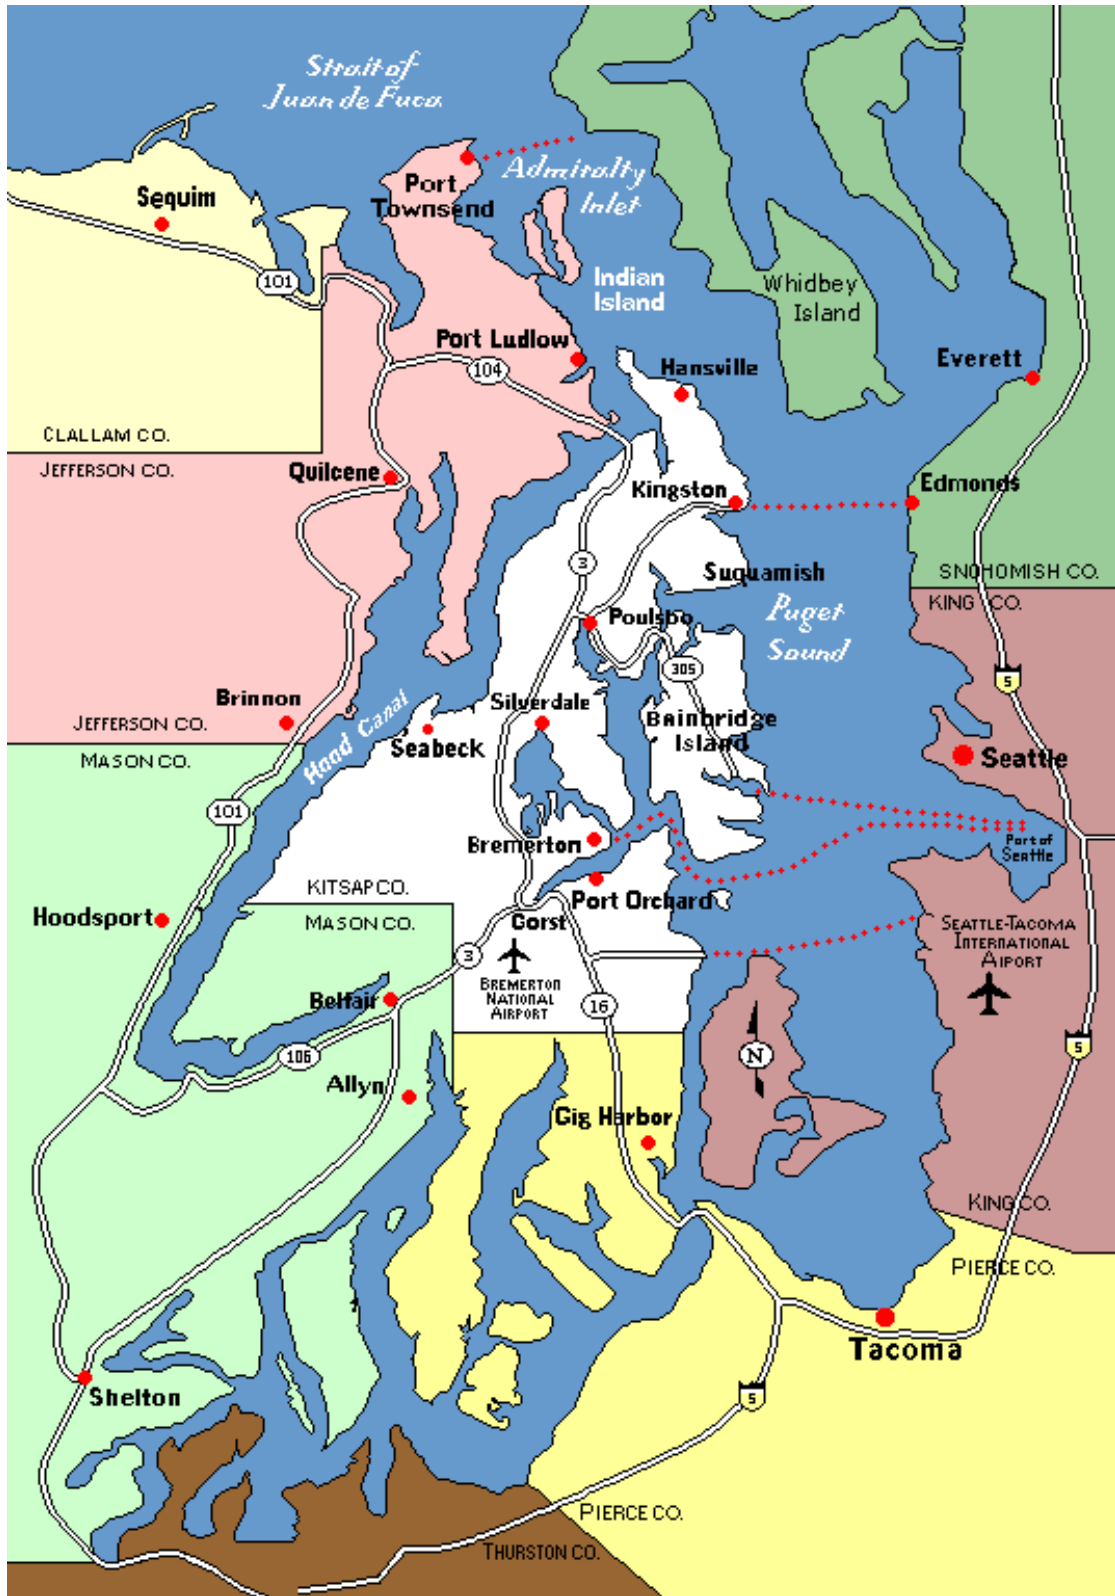 Strait of
Juan de Fuca
Admiralty
Inlet
Sequim
Port
Townsend
101
Indian
Island
Whidbey
Island
Port Ludlow
104
Hansville
Everett
CLALLAM CO.
JEFFERSON CO.
Quilcene
Kingston
Edmonds
3
Suquamish
SNOHOMISH CO.
KING CO.
Poulsbo
Puget
Sound
305
5
Brinnon
Silverdale
JEFFERSON CO.
MASON CO.
Hood Canal
Seabeck
Bainbridge
Island
Seattle
101
Bremerton
Port of
Seattle
KITSAP CO.
MASON CO.
Hoodsport
Port Orchard
Gorst
SEATTLE-TACOMA
INTERNATIONAL
AIPORT
3
BREMERTON
NATIONAL
AIRPORT
Belfair
16
106
N
5
Allyn
Gig Harbor
KING CO.
PIERCE CO.
Tacoma
Shelton
5
PIERCE CO.
THURSTON CO.